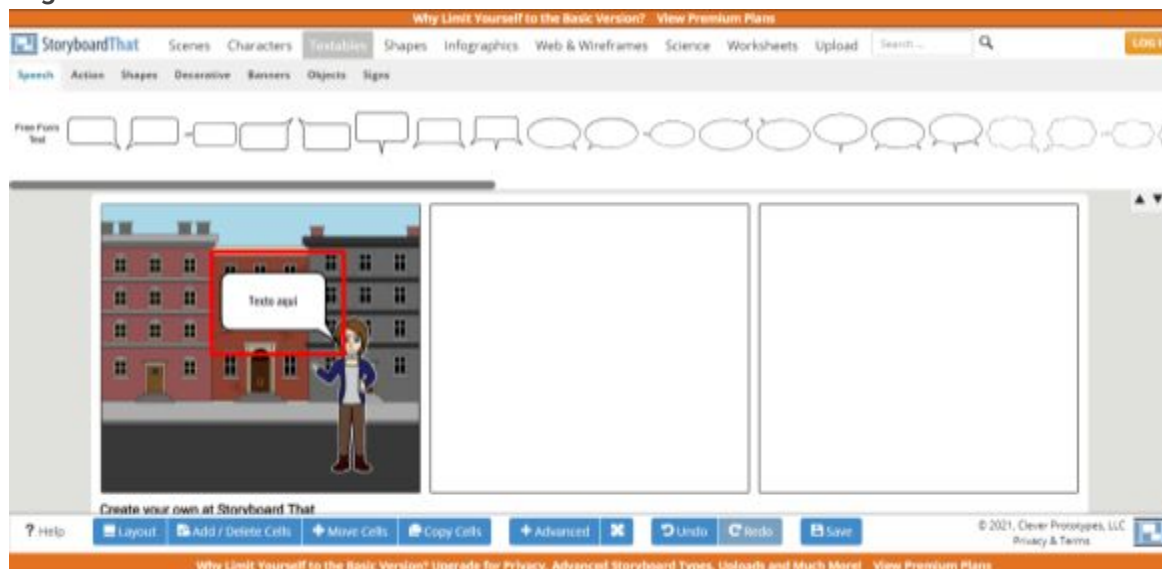 Why Limit Yourself to the Basic Version? View Premium Plans
StoryboardThat Scenes Characters Textables Shapes Infographics Web & Wireframes Science Worksheets Upload Search ... LOG I
Speech Action Shapes Decorative Banners Objects Signs
Free Form
Text
Texto aquí
Create your own at Storyboard That
? Help Layout Add / Delete Cells Move Cells Copy Cells Advanced Undo Redo Save
© 2021, Clever Prototypes, LLC
Privacy & Terms
Why Limit Yourself to the Basic Version? Upgrade for Privacy, Advanced Storyboard Types, Uploads and Much More! View Premium Plans